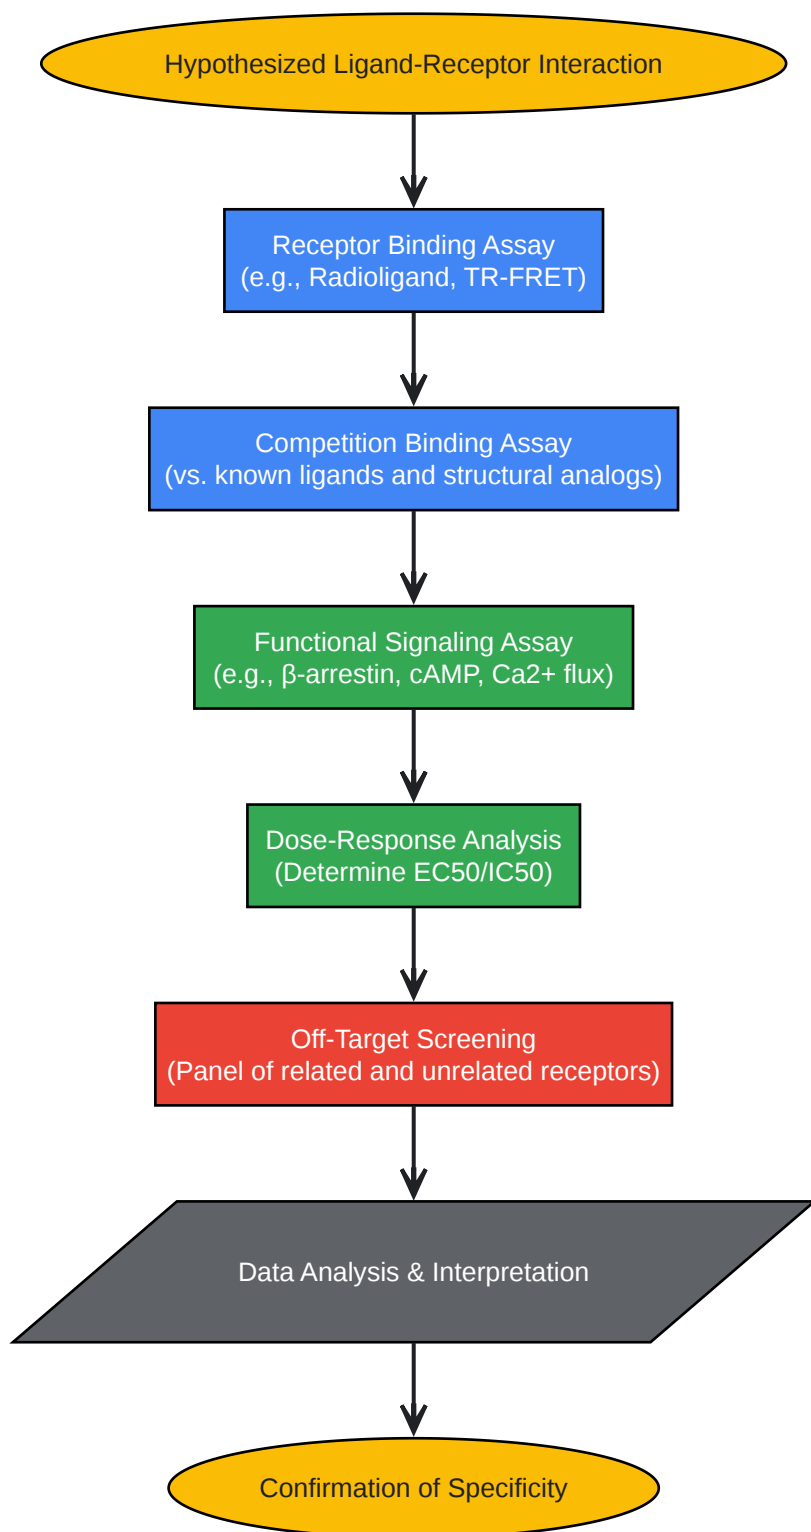 Hypothesized Ligand-Receptor Interaction
Receptor Binding Assay
(e.g., Radioligand, TR-FRET)
Competition Binding Assay
(vs. known ligands and structural analogs)
Functional Signaling Assay
(e.g., β-arrestin, cAMP, Ca2+ flux)
Dose-Response Analysis
(Determine EC50/IC50)
Off-Target Screening
(Panel of related and unrelated receptors)
Data Analysis & Interpretation
Confirmation of Specificity